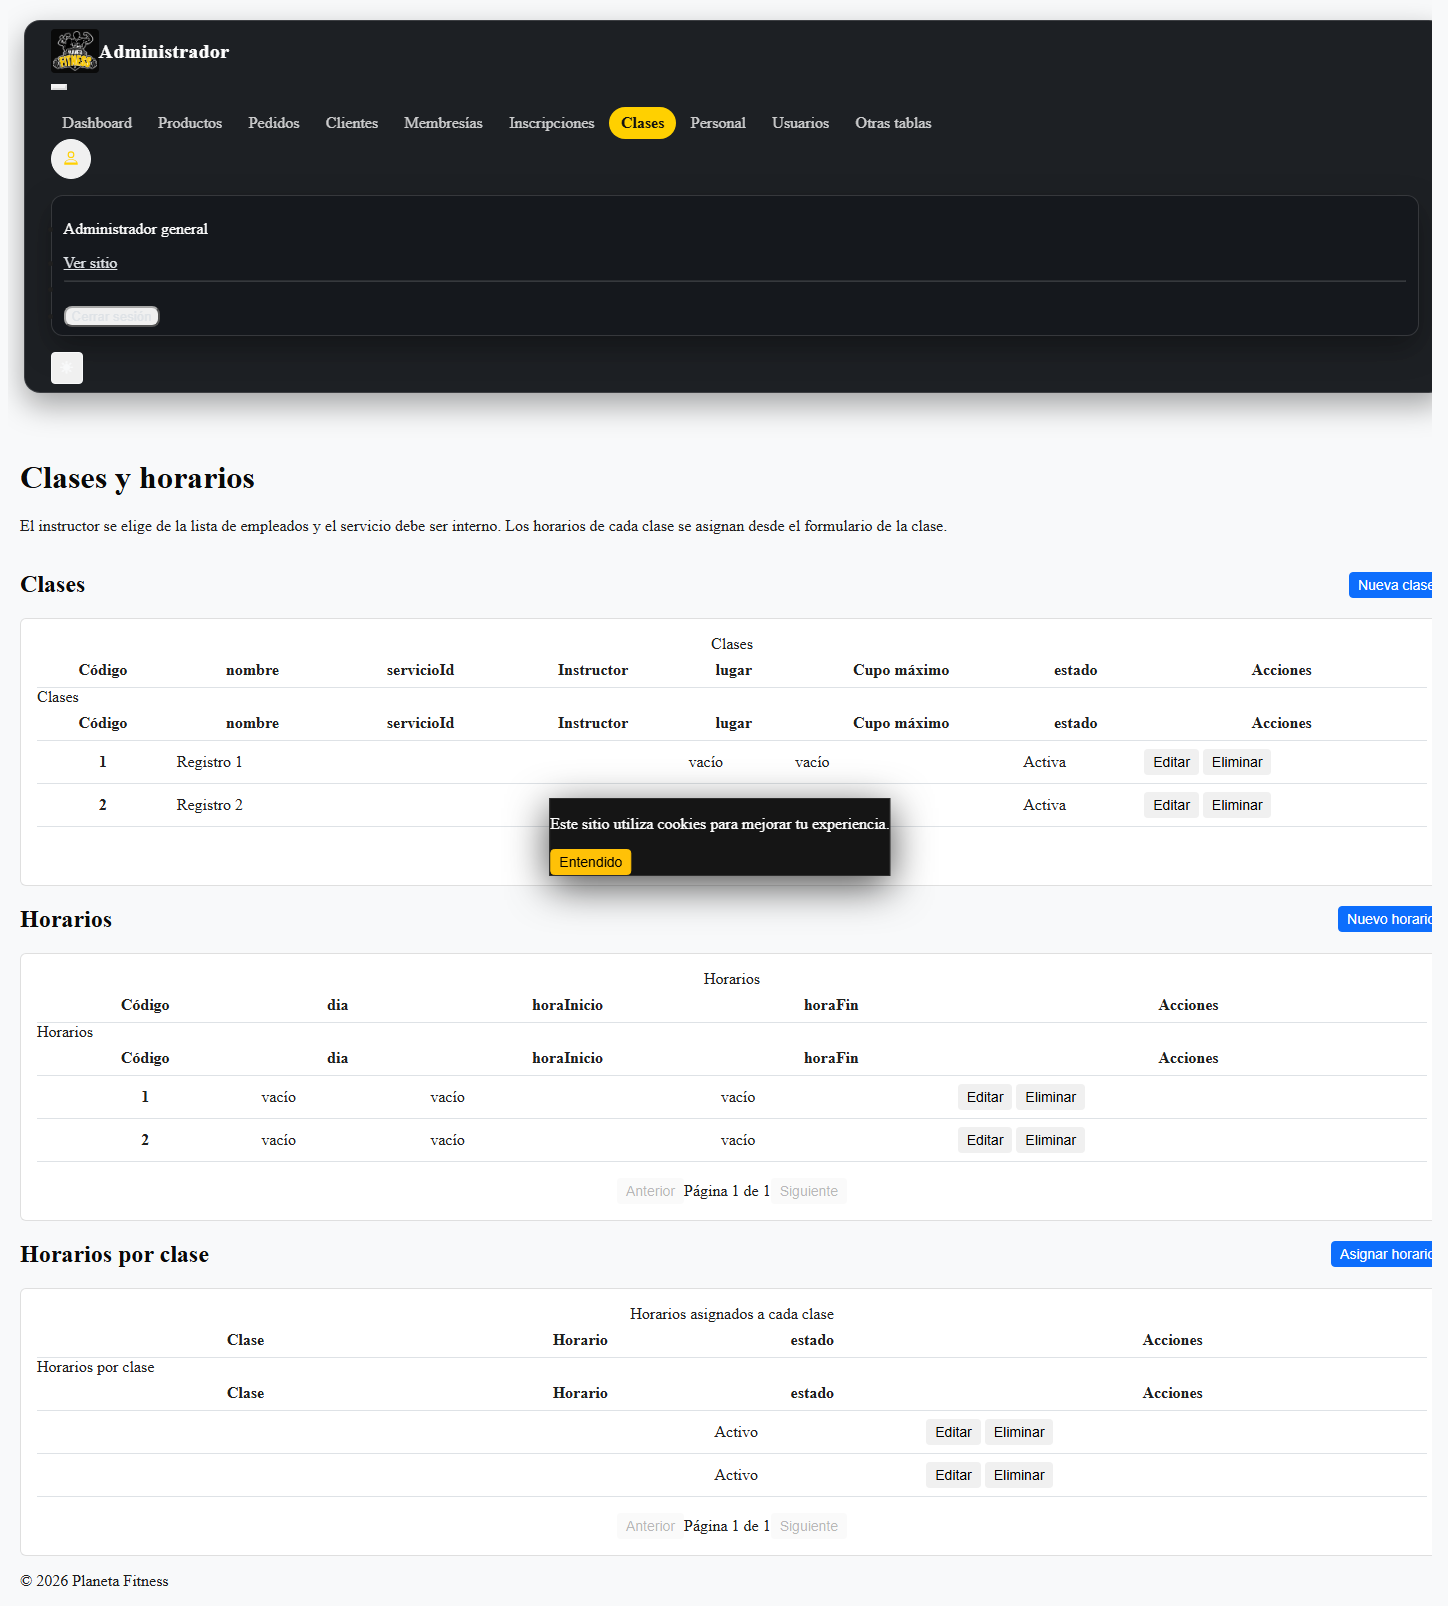 PLANETA
FITNESS
Administrador
Dashboard Productos Pedidos Clientes Membresías Inscripciones Clases Personal Usuarios Otras tablas
Administrador general
Ver sitio
Cerrar sesión
Clases y horarios
El instructor se elige de la lista de empleados y el servicio debe ser interno. Los horarios de cada clase se asignan desde el formulario de la clase.
Clases Nueva clase
Clases
Código nombre servicioId Instructor lugar Cupo máximo estado Acciones
Clases
Código nombre servicioId Instructor lugar Cupo máximo estado Acciones
1 Registro 1 vacío vacío Activa Editar Eliminar
2 Registro 2 Activa Editar Eliminar
Este sitio utiliza cookies para mejorar tu experiencia.
Entendido
Horarios Nuevo horario
Horarios
Código dia horaInicio horaFin Acciones
Horarios
Código dia horaInicio horaFin Acciones
1 vacío vacío vacío Editar Eliminar
2 vacío vacío vacío Editar Eliminar
Anterior Página 1 de 1 Siguiente
Horarios por clase Asignar horario
Horarios asignados a cada clase
Clase Horario estado Acciones
Horarios por clase
Clase Horario estado Acciones
Activo Editar Eliminar
Activo Editar Eliminar
Anterior Página 1 de 1 Siguiente
© 2026 Planeta Fitness